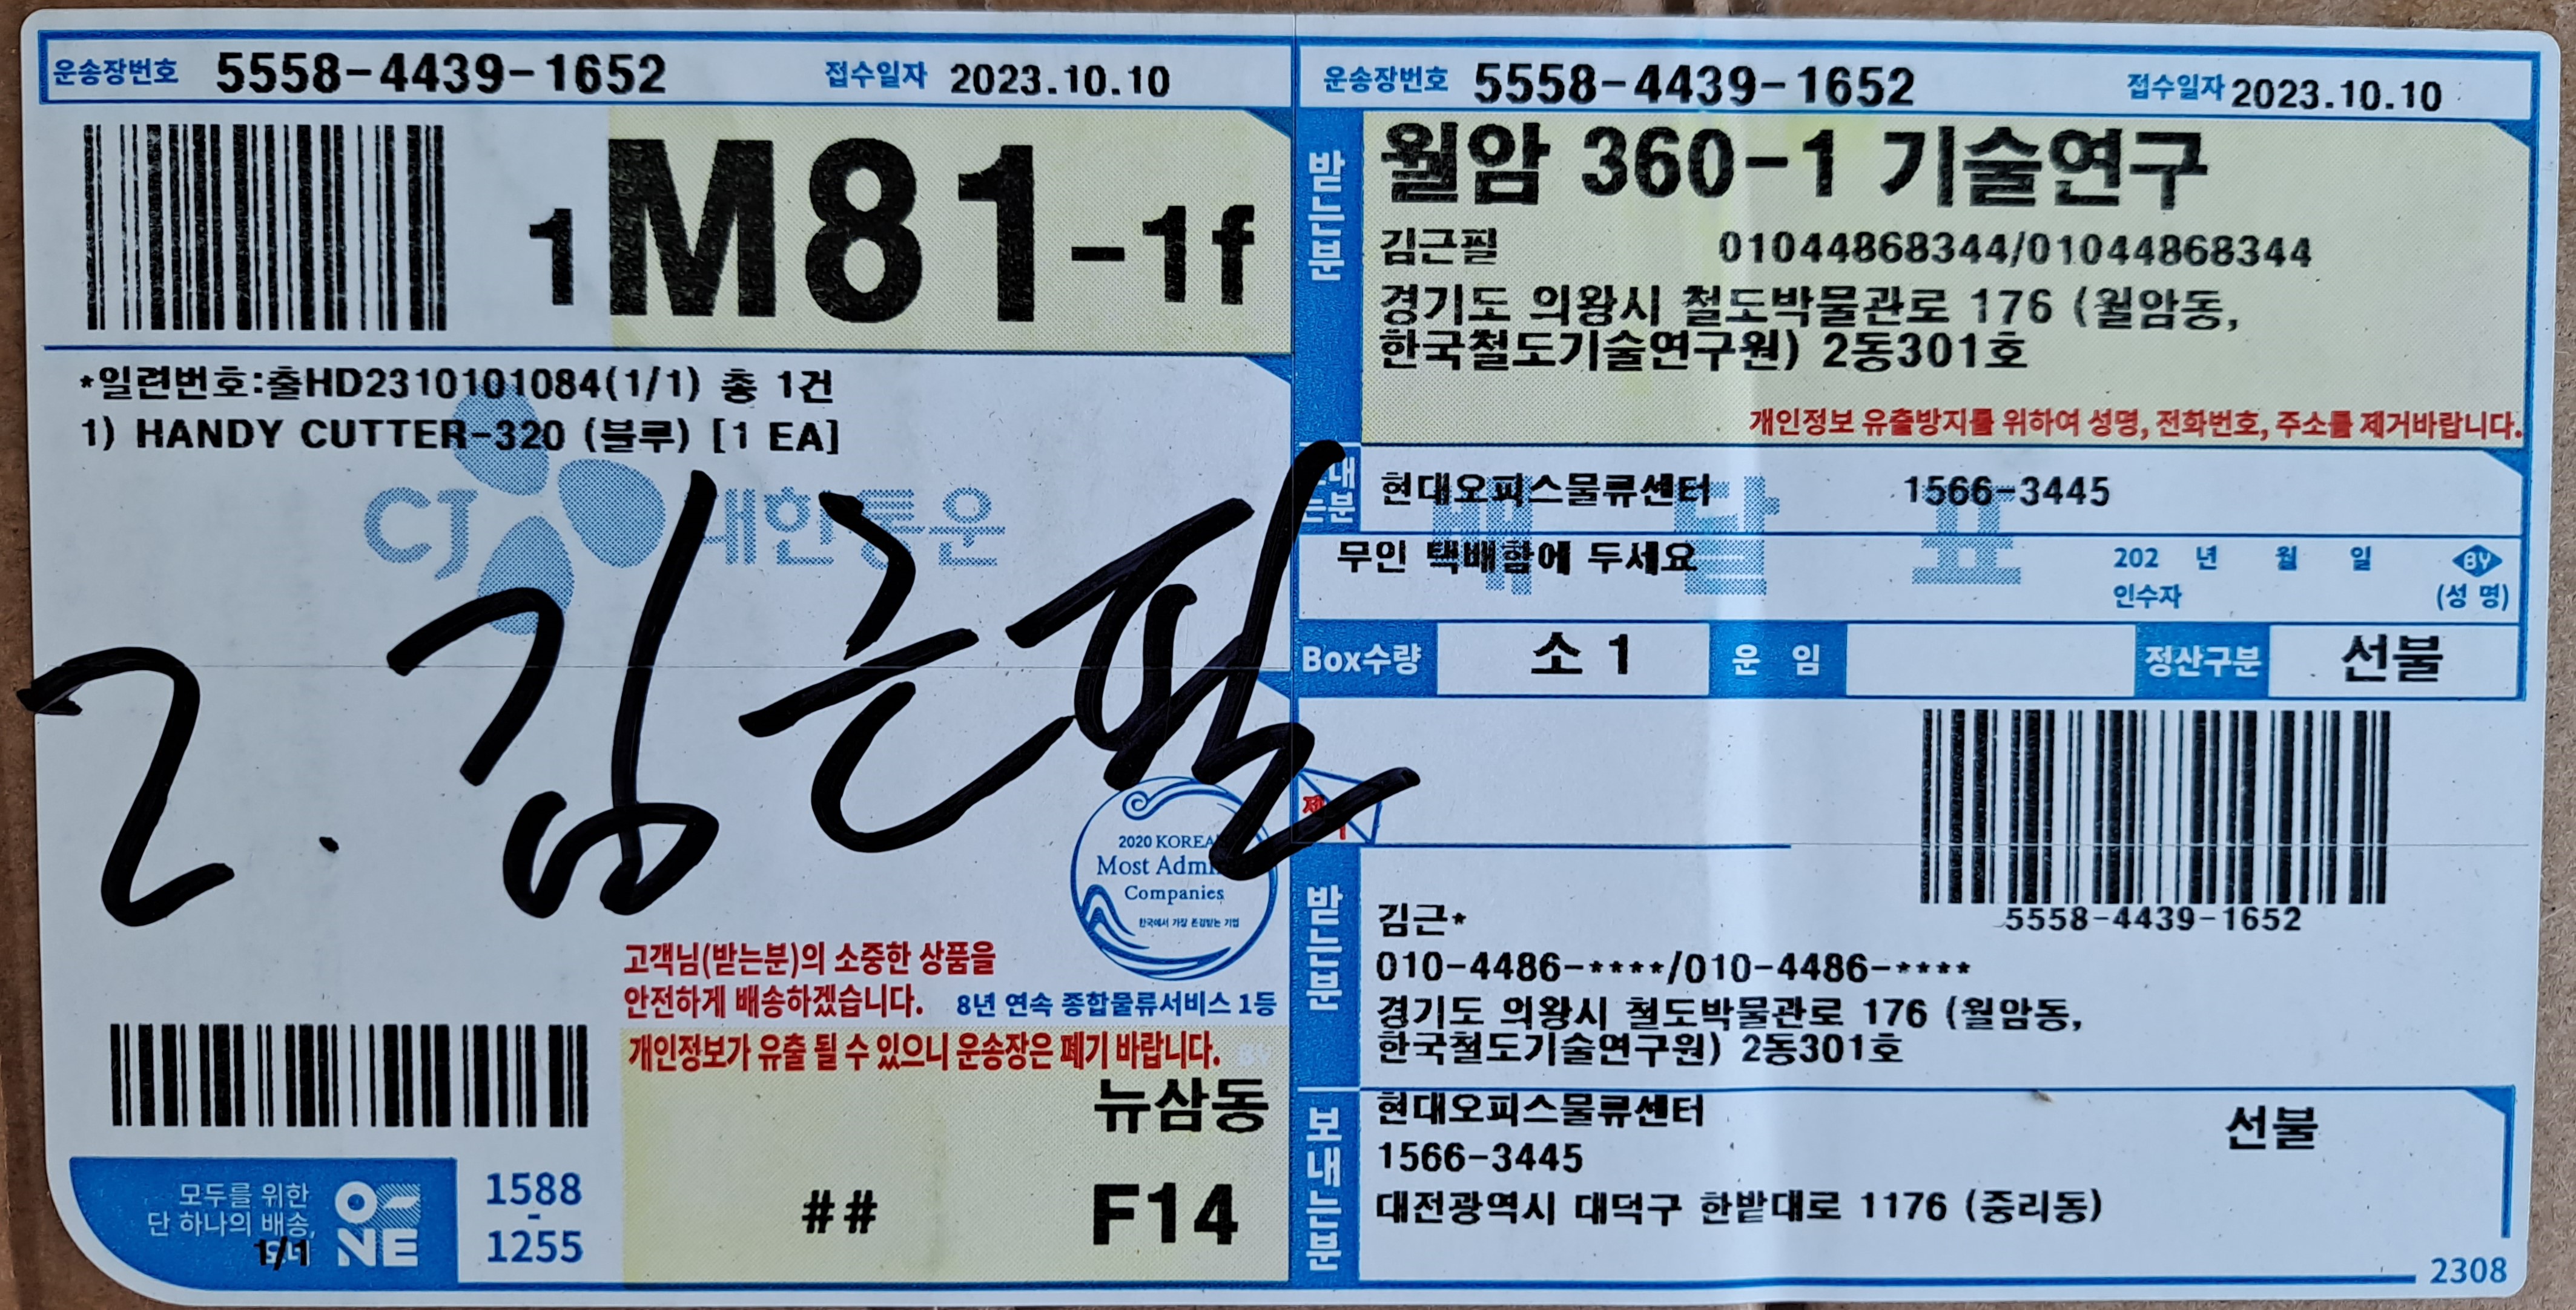 운송장번호 5558-4439-1652 접수일자 2023.10.10
1M81-1f
*일련번호:출HD2310101084(1/1) 총 1건
1) HANDY CUTTER-320 (블루) [1 EA]
CJ 대한통운
2. 김근필
2020 KOREA
Most Admi
Companies
한국에서 가장 존경받는 기업
고객님(받는분)의 소중한 상품을
안전하게 배송하겠습니다.
8년 연속 종합물류서비스 1등
개인정보가 유출 될 수 있으니 운송장은 폐기 바랍니다.
뉴삼동
## F14
모두를 위한
단 하나의 배송,
1/1
O-NE
1588
-
1255
운송장번호 5558-4439-1652 접수일자 2023.10.10
받는분
월암 360-1 기술연구
김근필 01044868344/01044868344
경기도 의왕시 철도박물관로 176 (월암동,
한국철도기술연구원) 2동301호
개인정보 유출방지를 위하여 성명, 전화번호, 주소를 제거바랍니다.
현대오피스물류센터 1566-3445
배달표
무인 택배함에 두세요
202 년 월 일 BY
인수자 (성 명)
Box수량 소 1 운 임 정산구분 선불
5558-4439-1652
받는분
김근*
010-4486-****/010-4486-****
경기도 의왕시 철도박물관로 176 (월암동,
한국철도기술연구원) 2동301호
보내는분
현대오피스물류센터 선불
1566-3445
대전광역시 대덕구 한밭대로 1176 (중리동)
2308